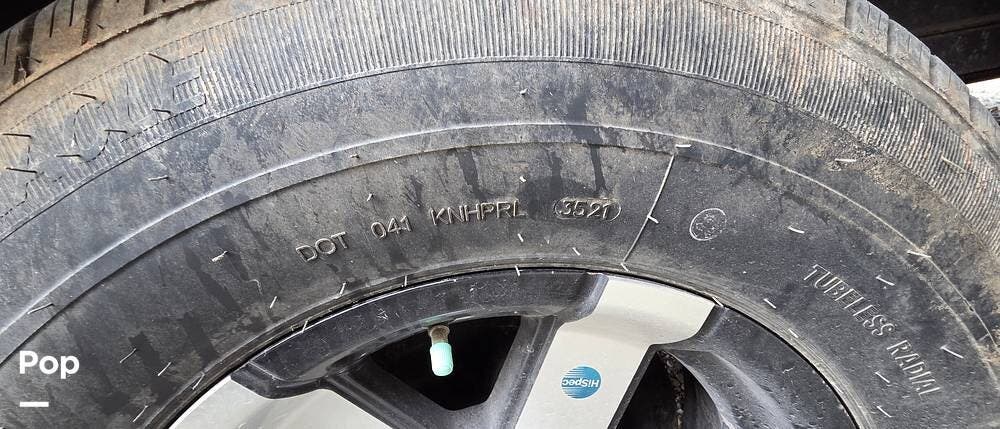 DOT 041 KNHPRL 3521
TUBELESS RADIAL
HiSpec
Pop